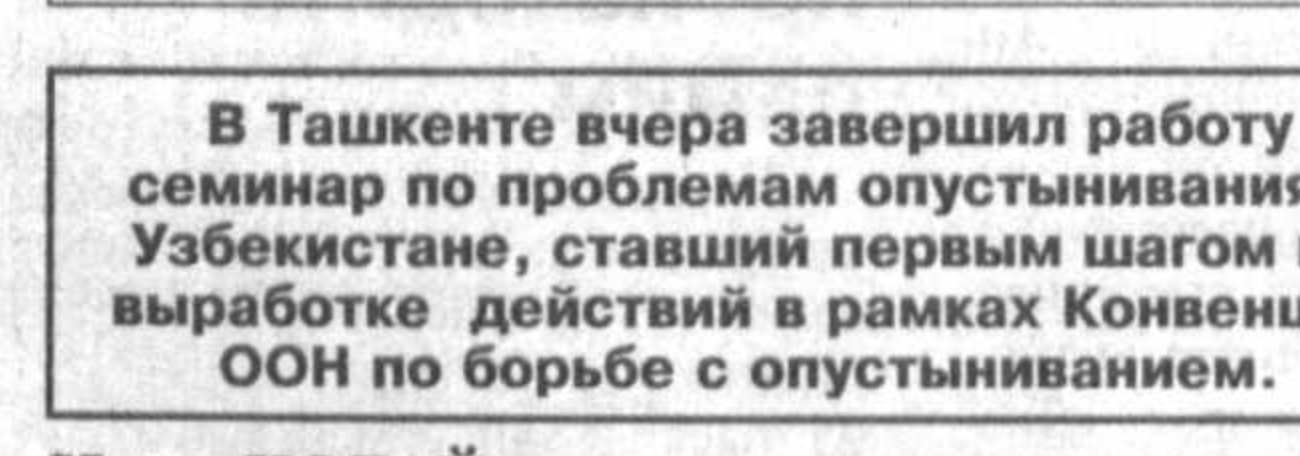 В Ташкенте вчера завершил работу
семинар по проблемам опустынивания
Узбекистане, ставший первым шагом
выработке действий в рамках Конвенц
ООН по борьбе с опустыниванием.